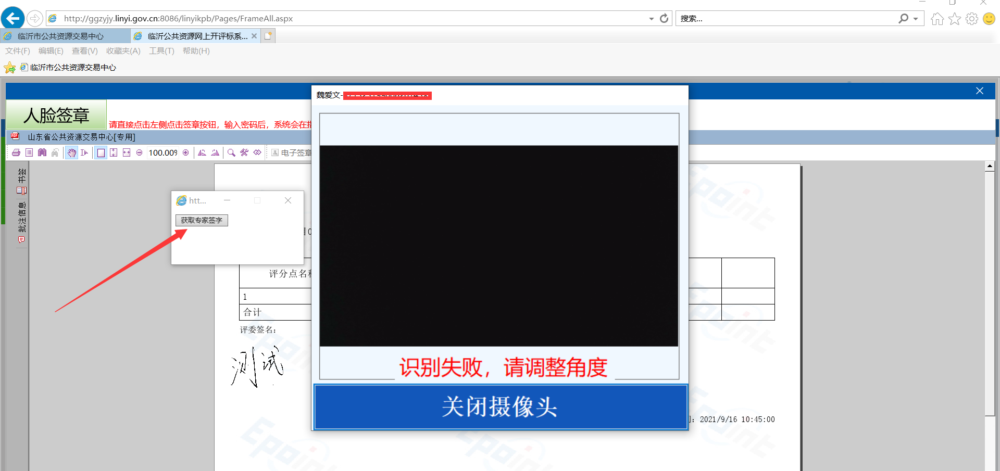 http://ggzyjy.linyi.gov.cn:8086/linyikpb/Pages/FrameAll.aspx
搜索...
临沂市公共资源交易中心
临沂公共资源网上开评标系...
文件(F) 编辑(E) 查看(V) 收藏夹(A) 工具(T) 帮助(H)
临沂市公共资源交易中心
魏爱文-
人脸签章
请直接点击左侧点击签章按钮，输入密码后，系统会在
山东省公共资源交易中心[专用]
100.00%
电子签章
书签
批注信息
htt...
获取专家签字
评分点名
1
合计
评委签名：
测试
识别失败，请调整角度
关闭摄像头
：2021/9/16 10:45:00
Epoint
Epoint
Epoint
Epoint
Epoint
Epoint